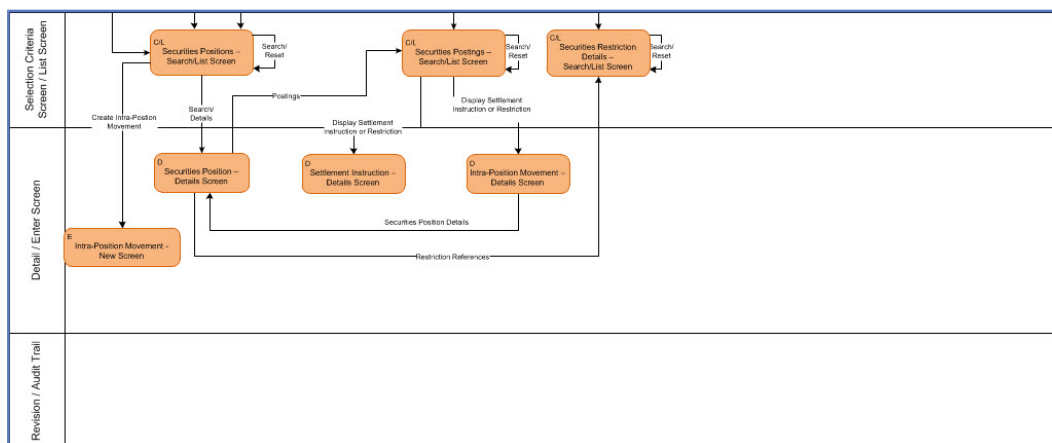 Selection Criteria
Screen / List Screen
C/L
Securities Positions –
Search/List Screen
Search/
Reset
C/L
Securities Postings –
Search/List Screen
Search/
Reset
C/L
Securities Restriction
Details –
Search/List Screen
Search/
Reset
Postings
Search/
Details
Create Intra-Postion
Movement
Display Settlement
Instruction or Restriction
Display Settlement
Instruction or Restriction
Detail / Enter Screen
D
Securities Position –
Details Screen
D
Settlement Instruction –
Details Screen
D
Intra-Position Movement –
Details Screen
Securities Position Details
E
Intra-Position Movement -
New Screen
Restriction References
Revision / Audit Trail